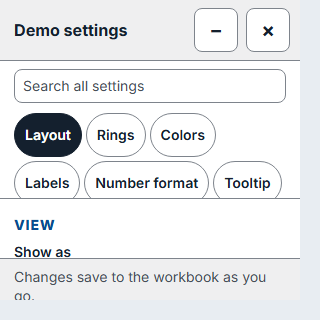 Demo settings
Search all settings
Layout Rings Colors
Labels Number format Tooltip
VIEW
Show as
Changes save to the workbook as you
go.